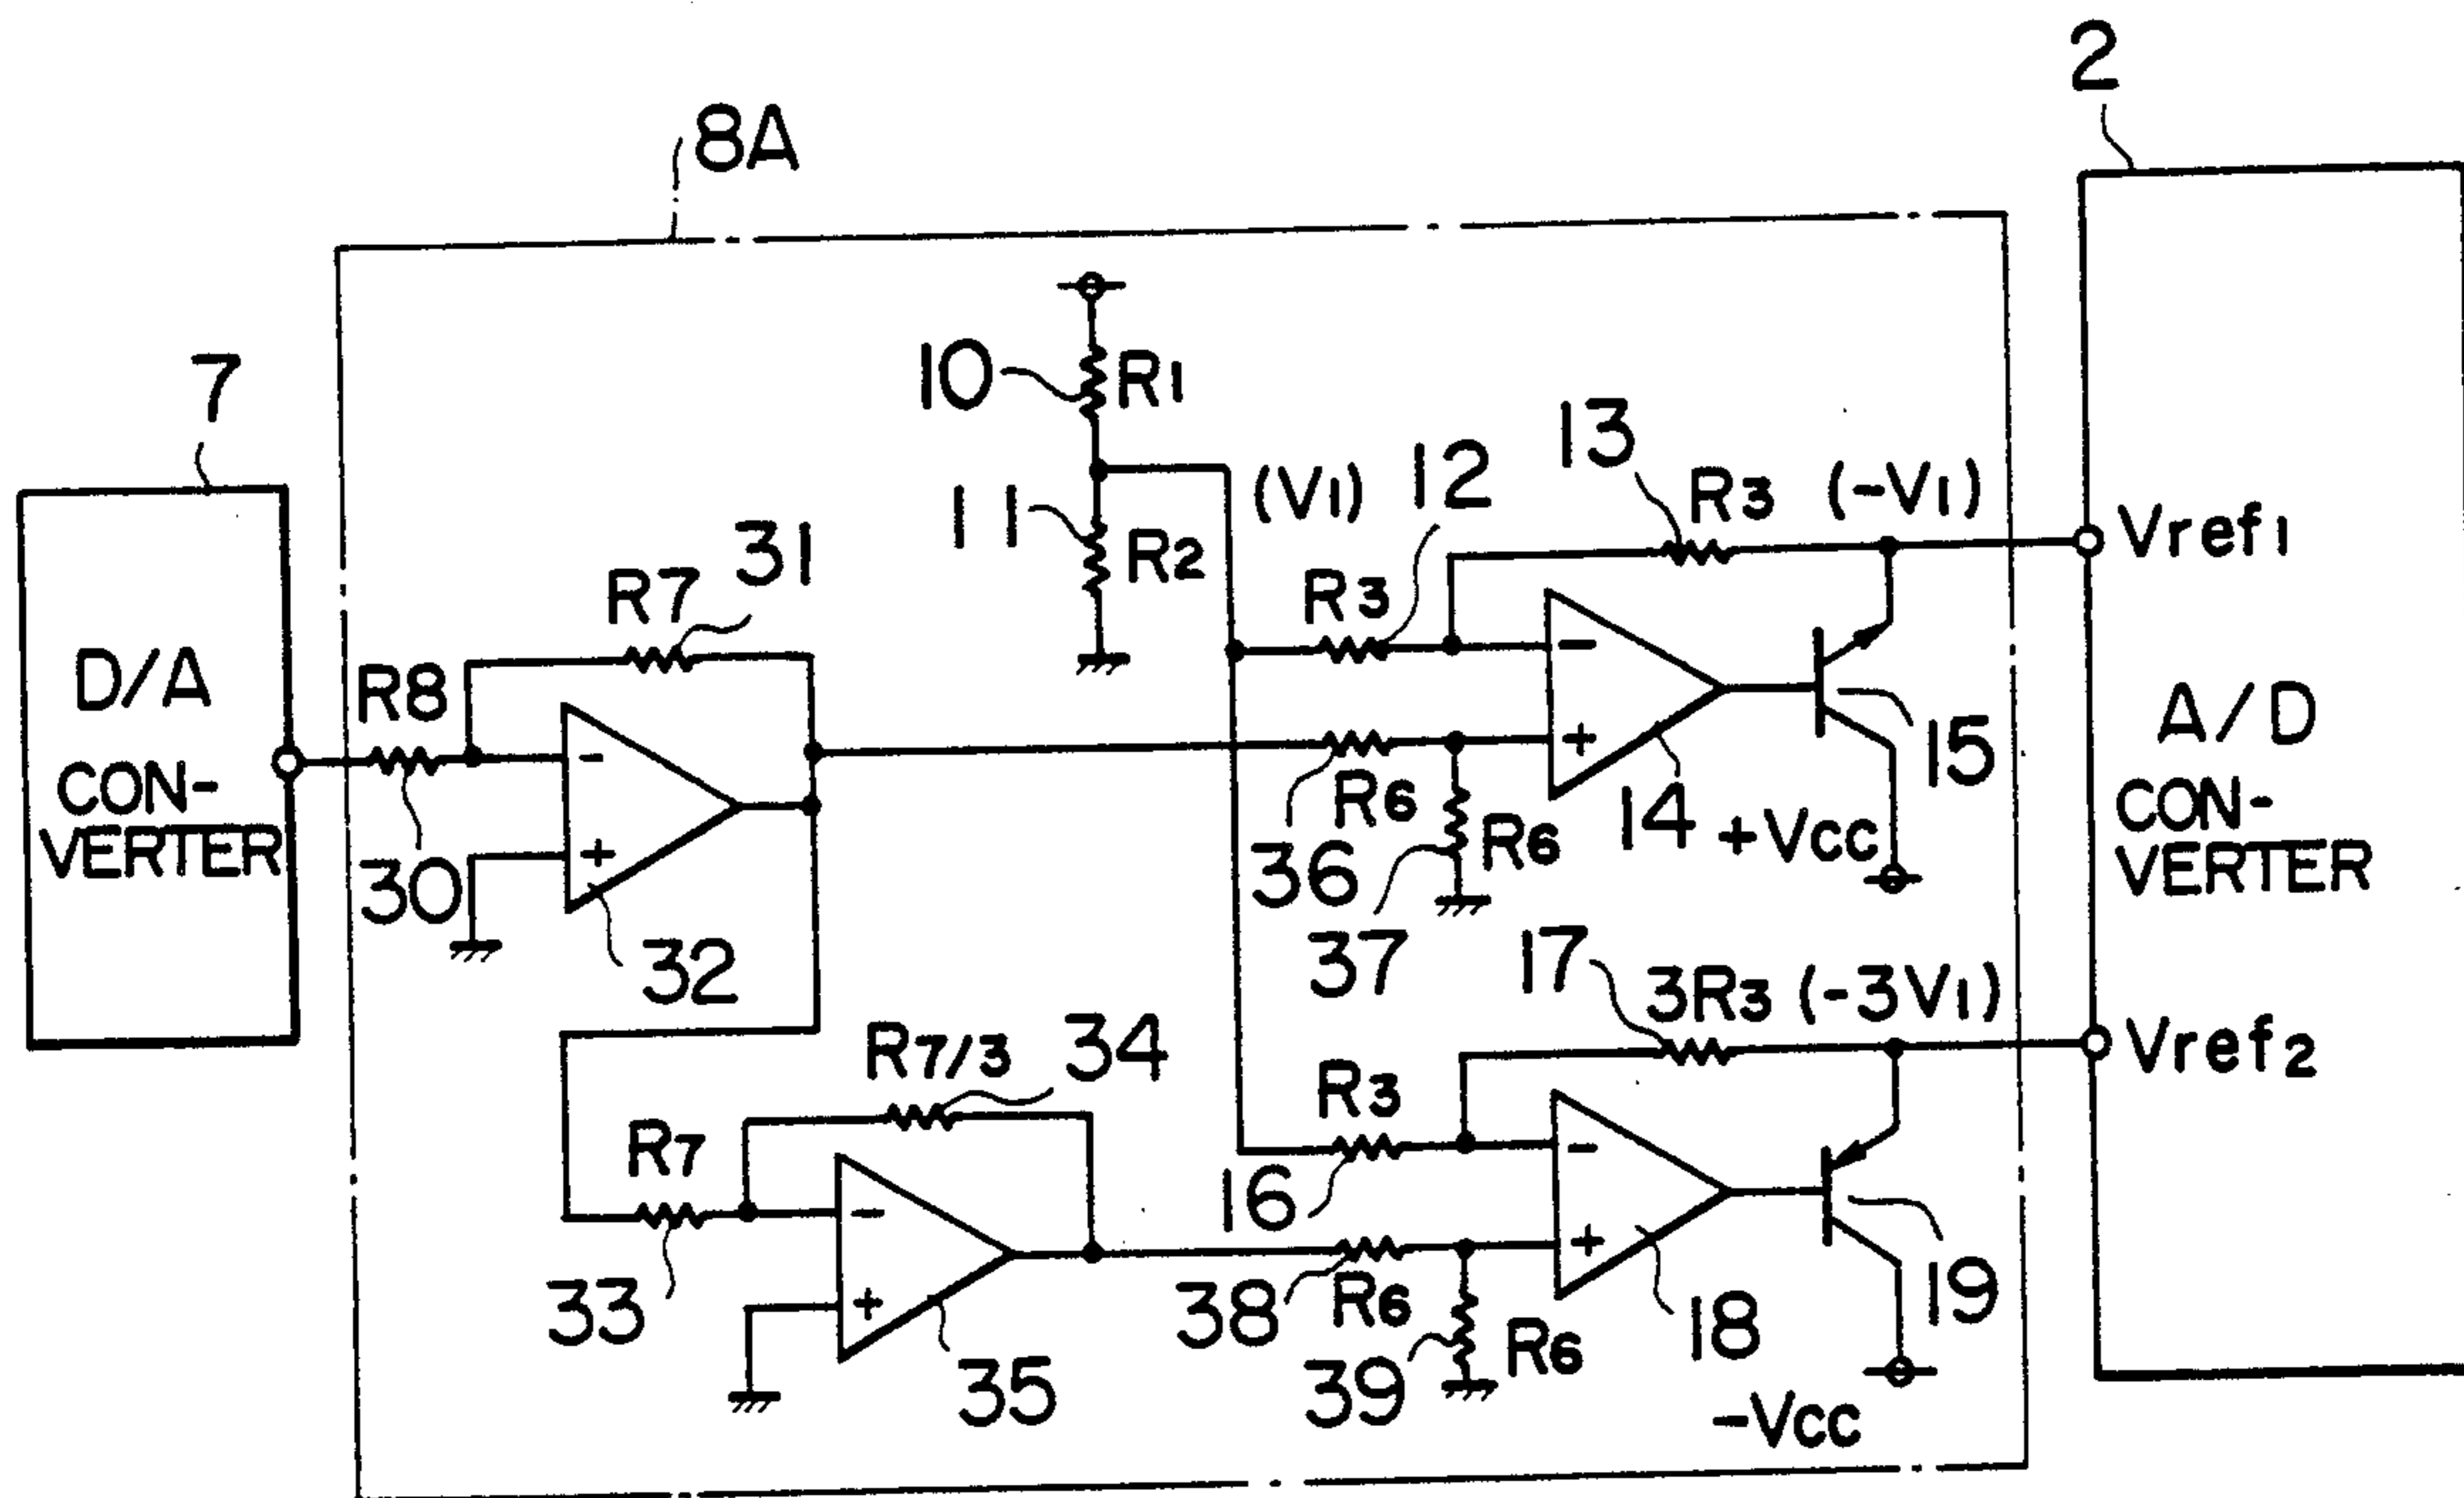 2
8A
7
10
R1
11
R2
(V1)
12
13
R3
(-V1)
Vref1
R7
31
R3
D/A
CON-
VERTER
R8
-
+
30
32
-
+
36
R6
37
R6
14
15
+Vcc
A/D
CON-
VERTER
17
3R3
(-3V1)
Vref2
R7/3
34
R7
33
-
+
35
R3
16
-
+
38
R6
39
R6
18
19
-Vcc